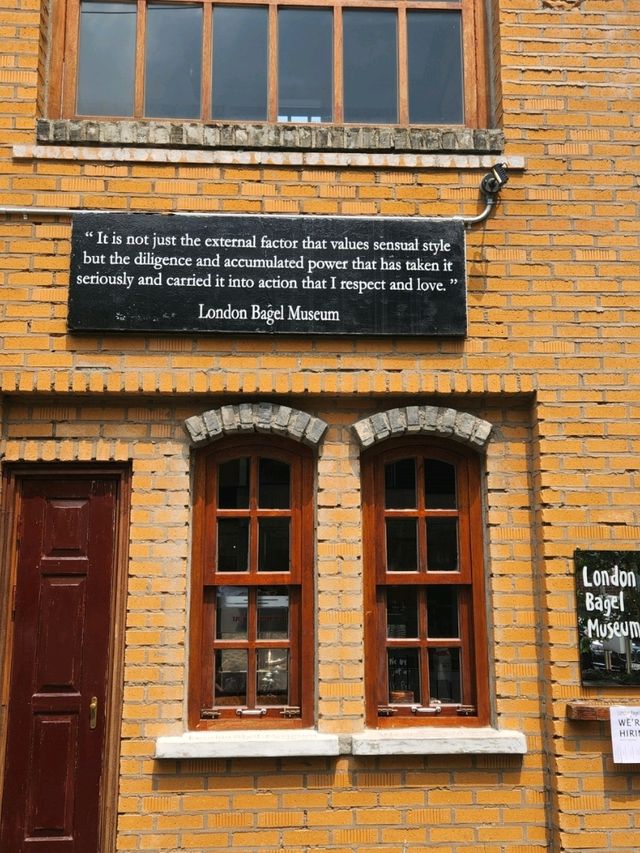 “ It is not just the external factor that values sensual style
but the diligence and accumulated power that has taken it
seriously and carried it into action that I respect and love. ”
London Bagel Museum
London
Bagel
Museum
WE'R
HIRIN